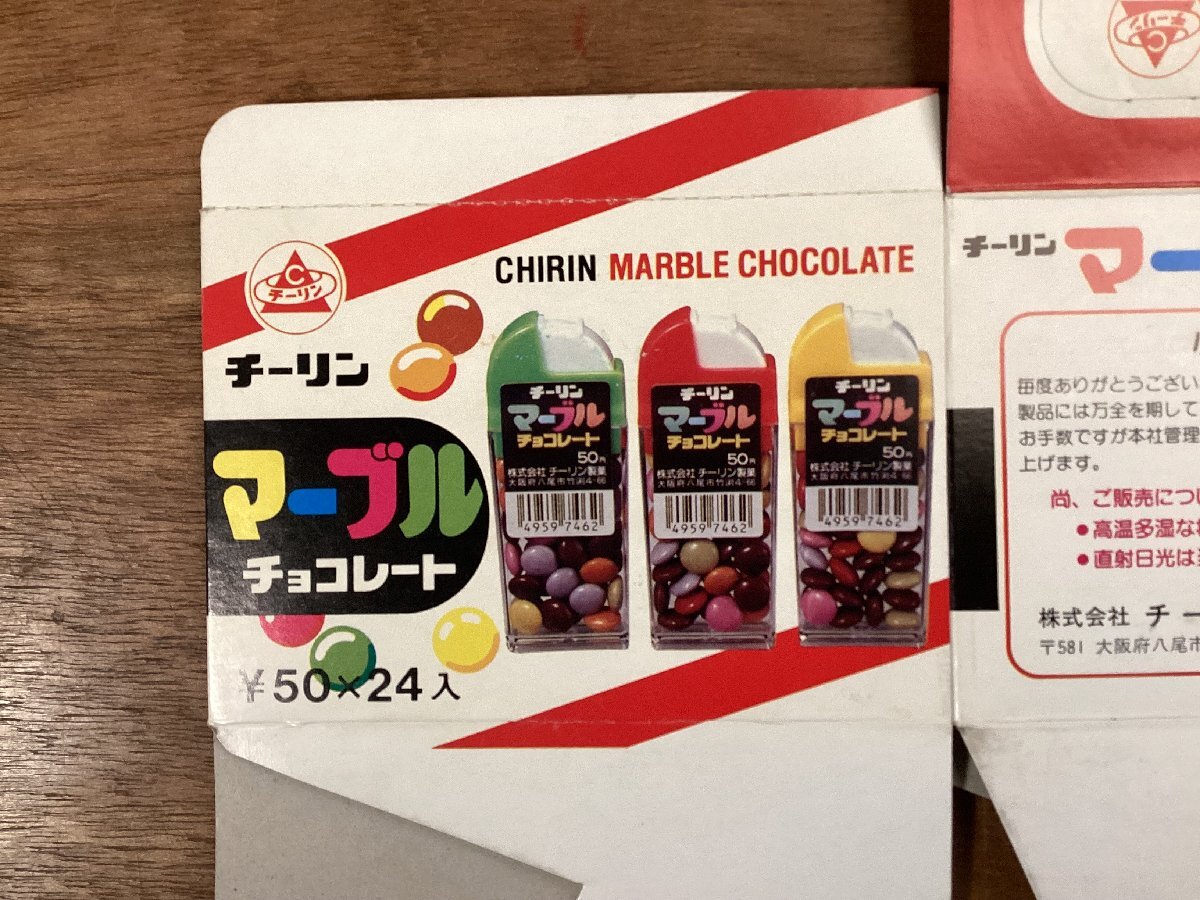 C
チーリン
CHIRIN MARBLE CHOCOLATE
チーリン
マーブル
チョコレート
¥50×24入
チーリン
マーブル
チョコレート
50円
株式会社 チーリン製菓
大阪府八尾市竹渕4-66
4959 7462
チーリン
マーブル
チョコレート
50円
株式会社 チーリン製菓
大阪府八尾市竹渕4-66
4959 7462
チーリン
マーブル
チョコレート
50円
株式会社 チーリン製菓
大阪府八尾市竹渕4-66
4959 7462
C
チーリン
チーリン マー
毎度ありがとうござい
製品には万全を期して
お手数ですが本社管理
上げます。
尚、ご販売につ
●高温多湿な
●直射日光は
株式会社 チー
〒581 大阪府八尾市